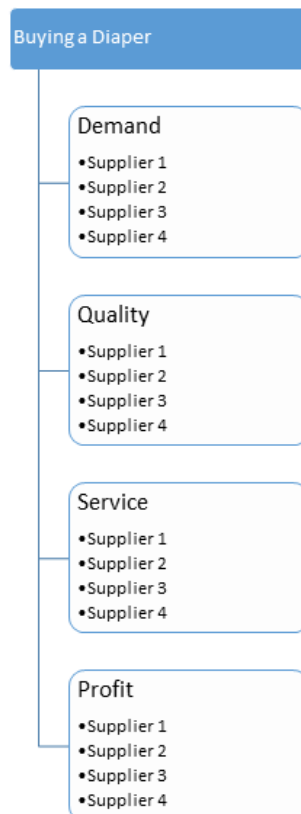 Buying a Diaper
Demand
•Supplier 1
•Supplier 2
•Supplier 3
•Supplier 4
Quality
•Supplier 1
•Supplier 2
•Supplier 3
•Supplier 4
Service
•Supplier 1
•Supplier 2
•Supplier 3
•Supplier 4
Profit
•Supplier 1
•Supplier 2
•Supplier 3
•Supplier 4